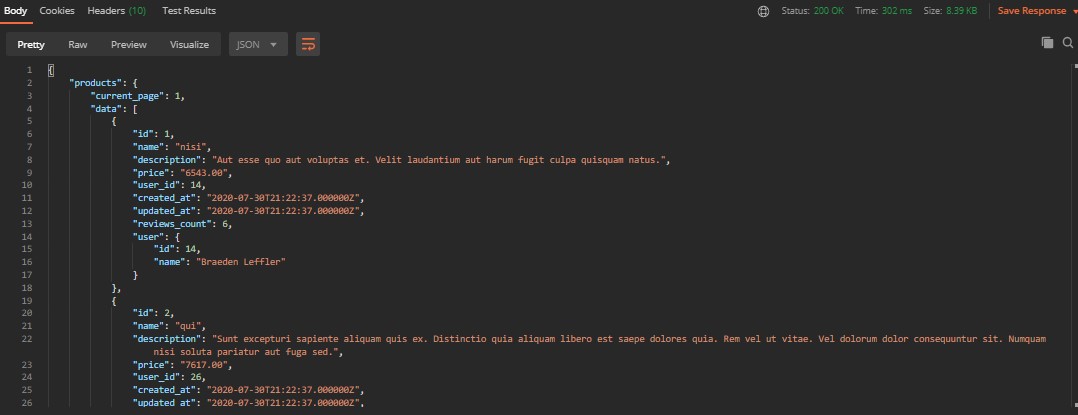 Body Cookies Headers (10) Test Results Status: 200 OK Time: 302 ms Size: 8.39 KB Save Response
Pretty Raw Preview Visualize JSON
1 {
2 "products": {
3 "current_page": 1,
4 "data": [
5 {
6 "id": 1,
7 "name": "nisi",
8 "description": "Aut esse quo aut voluptas et. Velit laudantium aut harum fugit culpa quisquam natus.",
9 "price": "6543.00",
10 "user_id": 14,
11 "created_at": "2020-07-30T21:22:37.000000Z",
12 "updated_at": "2020-07-30T21:22:37.000000Z",
13 "reviews_count": 6,
14 "user": {
15 "id": 14,
16 "name": "Braeden Leffler"
17 }
18 },
19 {
20 "id": 2,
21 "name": "qui",
22 "description": "Sunt excepturi sapiente aliquam quis ex. Distinctio quia aliquam libero est saepe dolores quia. Rem vel ut vitae. Vel dolorum dolor consequuntur sit. Numquam
nisi soluta pariatur aut fuga sed.",
23 "price": "7617.00",
24 "user_id": 26,
25 "created_at": "2020-07-30T21:22:37.000000Z",
26 "updated_at": "2020-07-30T21:22:37.000000Z",